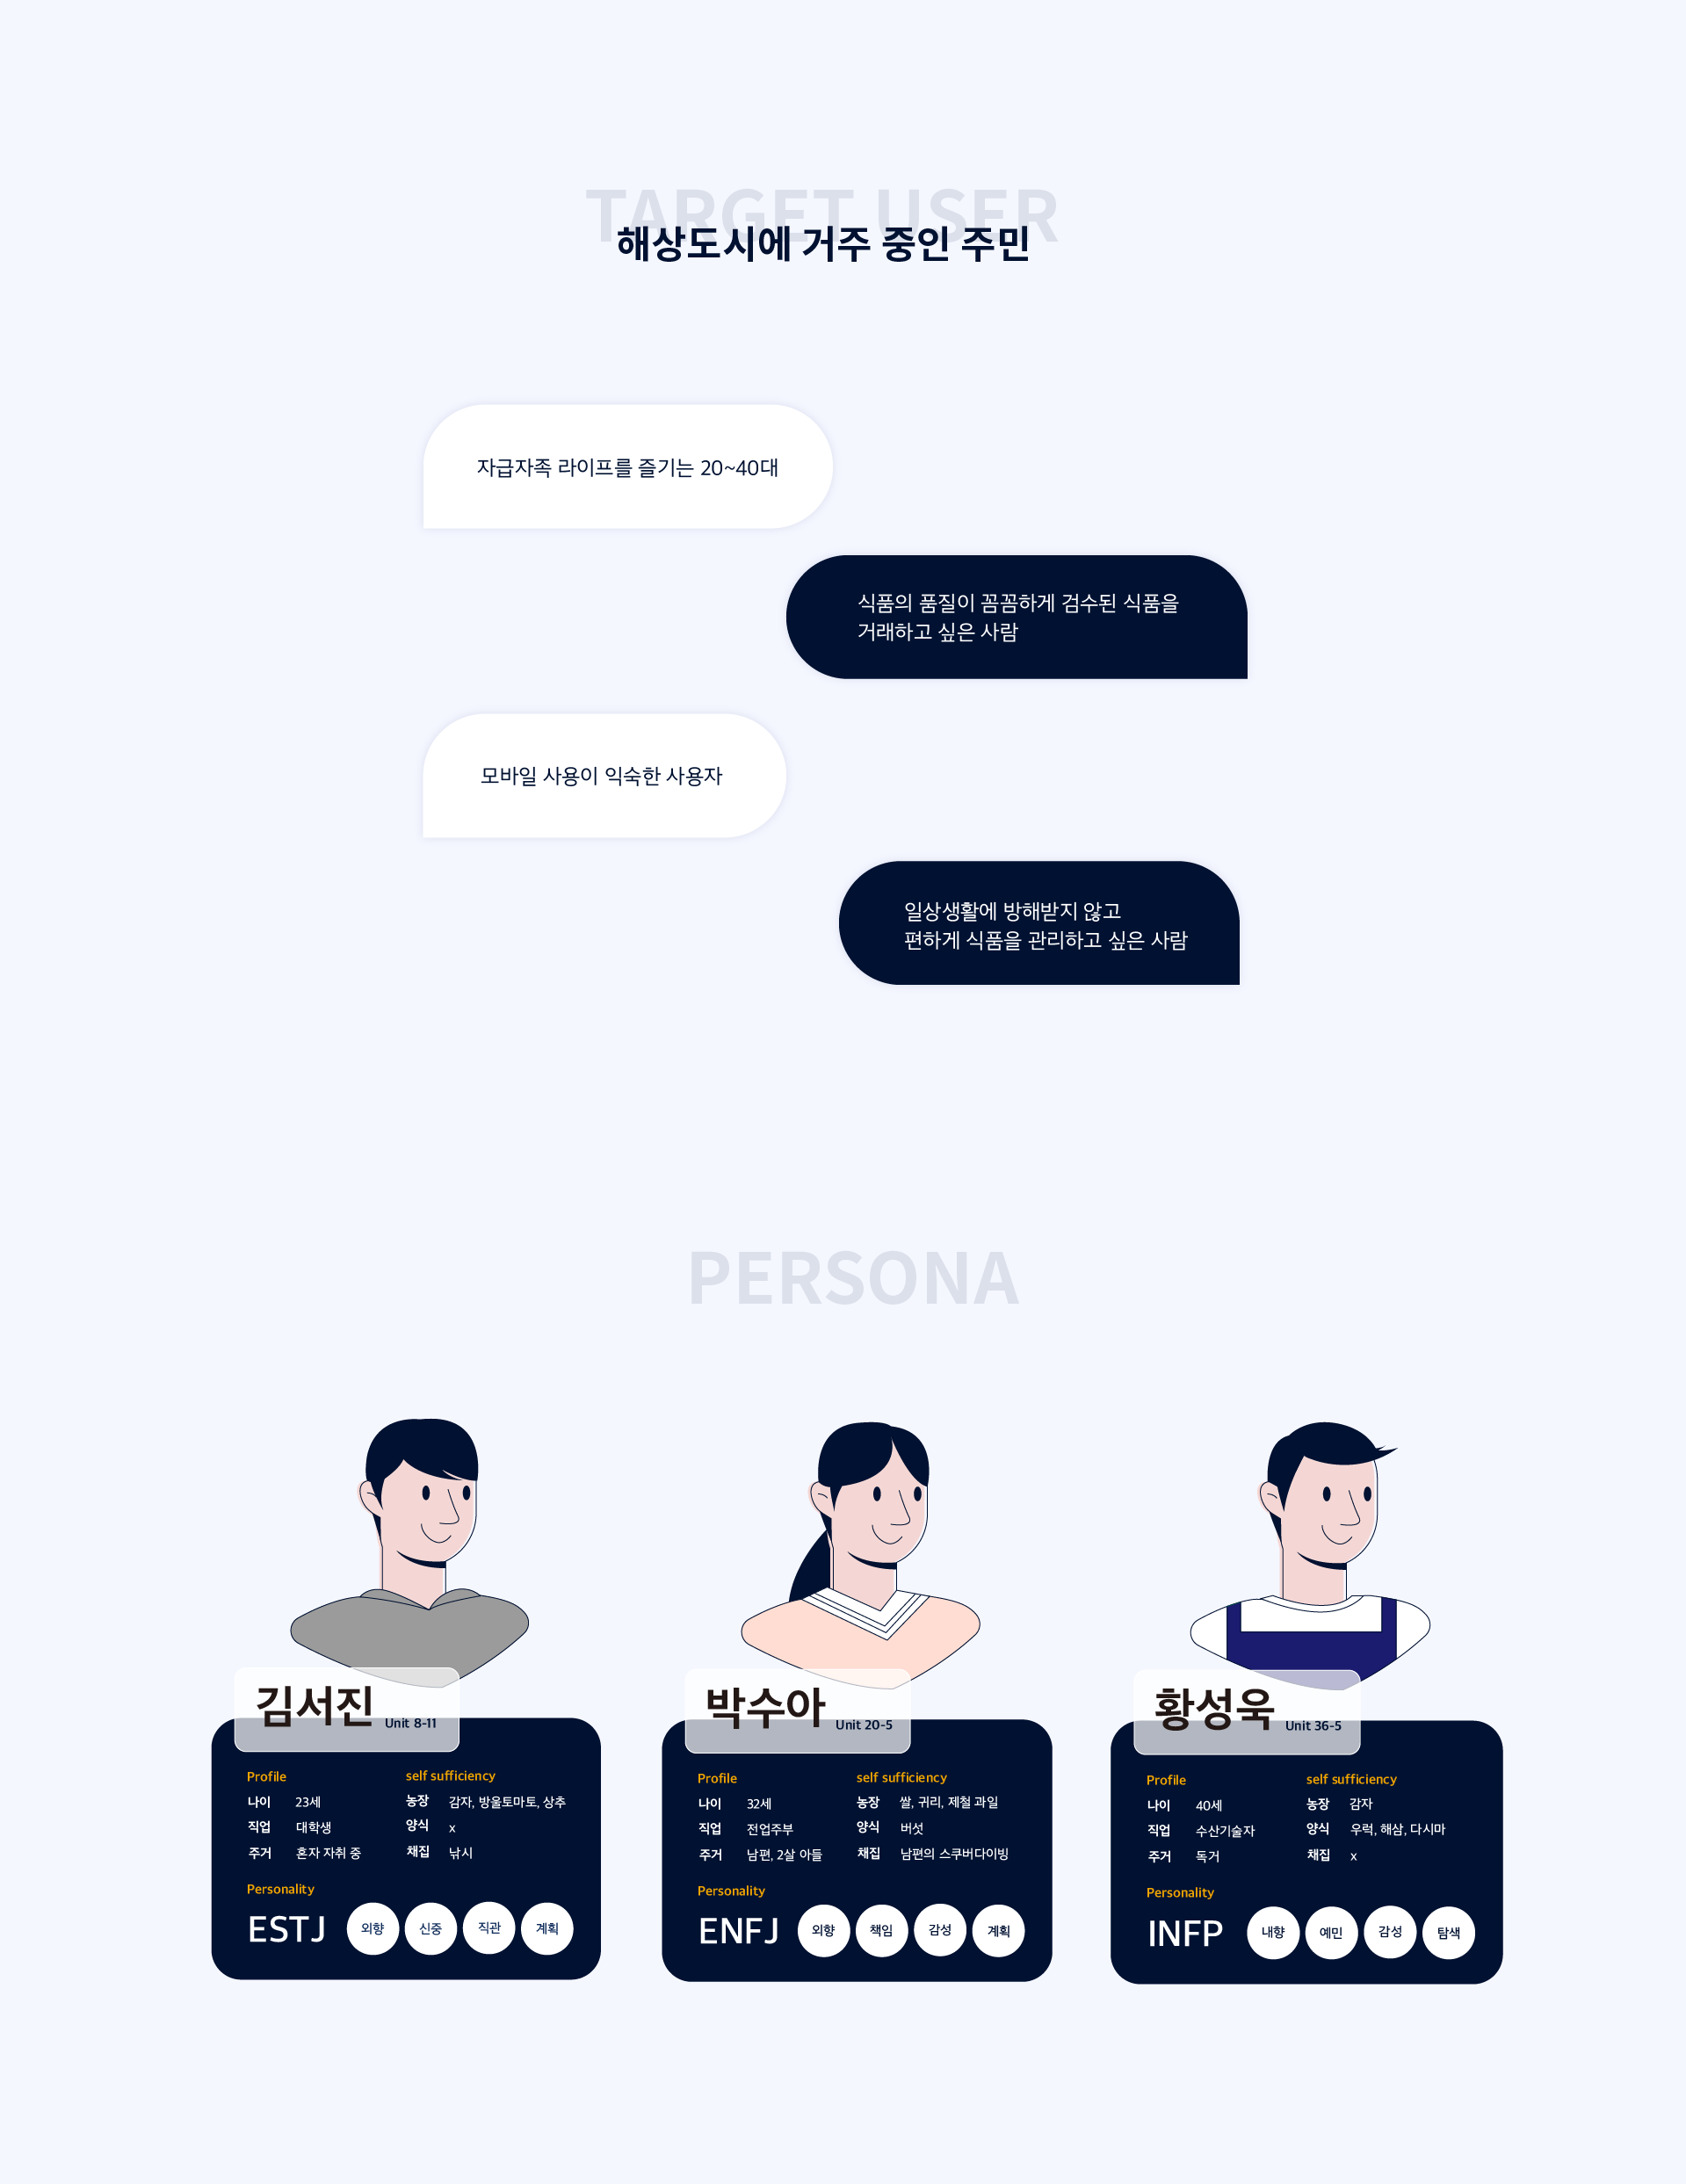 TARGET USER
해상도시에 거주 중인 주민
자급자족 라이프를 즐기는 20~40대
식품의 품질이 꼼꼼하게 검수된 식품을
거래하고 싶은 사람
모바일 사용이 익숙한 사용자
일상생활에 방해받지 않고
편하게 식품을 관리하고 싶은 사람
PERSONA
김서진 Unit 8-11
Profile
나이 23세
직업 대학생
주거 혼자 자취 중
self sufficiency
농장 감자, 방울토마토, 상추
양식 x
채집 낚시
Personality
ESTJ 외향 신중 직관 계획
박수아 Unit 20-5
Profile
나이 32세
직업 전업주부
주거 남편, 2살 아들
self sufficiency
농장 쌀, 귀리, 제철 과일
양식 버섯
채집 남편의 스쿠버다이빙
Personality
ENFJ 외향 책임 감성 계획
황성욱 Unit 36-5
Profile
나이 40세
직업 수산기술자
주거 독거
self sufficiency
농장 감자
양식 우럭, 해삼, 다시마
채집 x
Personality
INFP 내향 예민 감성 탐색